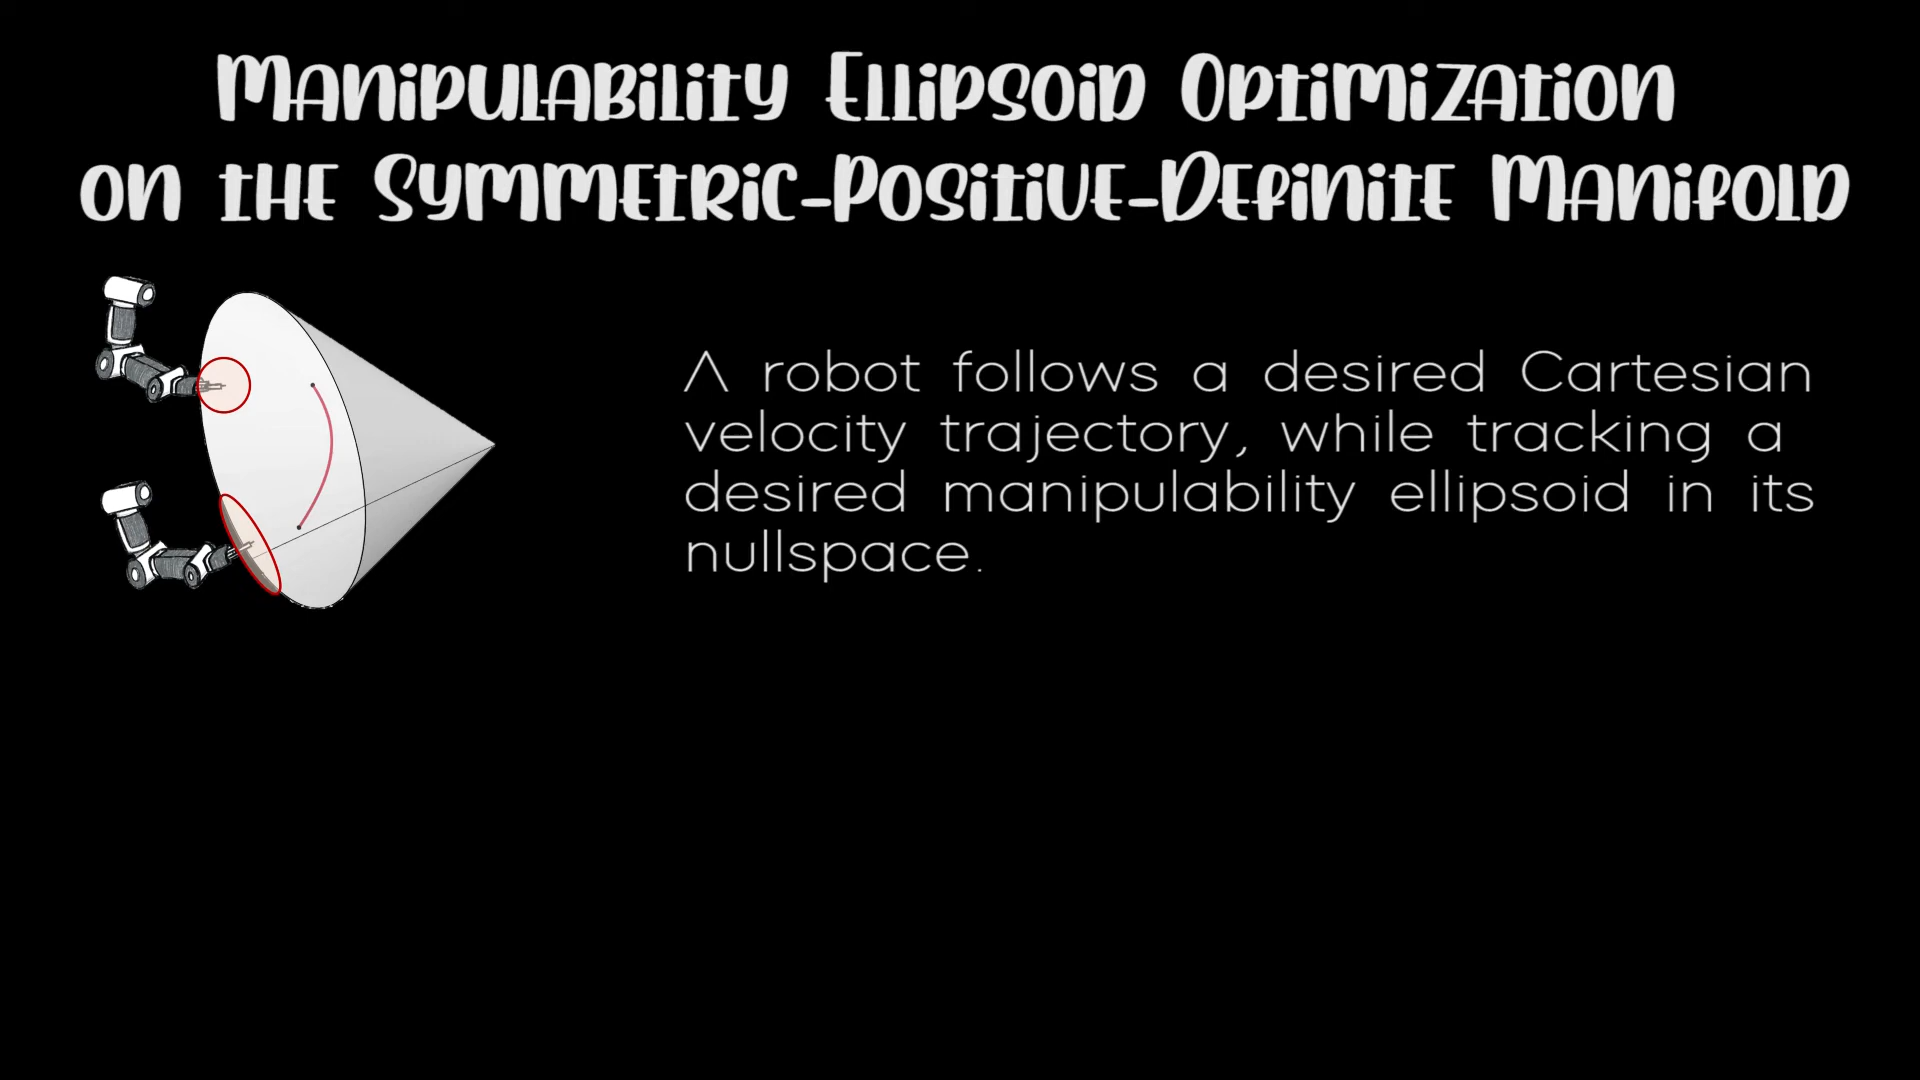 Manipulability Ellipsoid Optimization
on the Symmetric-Positive-Definite Manifold
A robot follows a desired Cartesian
velocity trajectory, while tracking a
desired manipulability ellipsoid in its
nullspace.